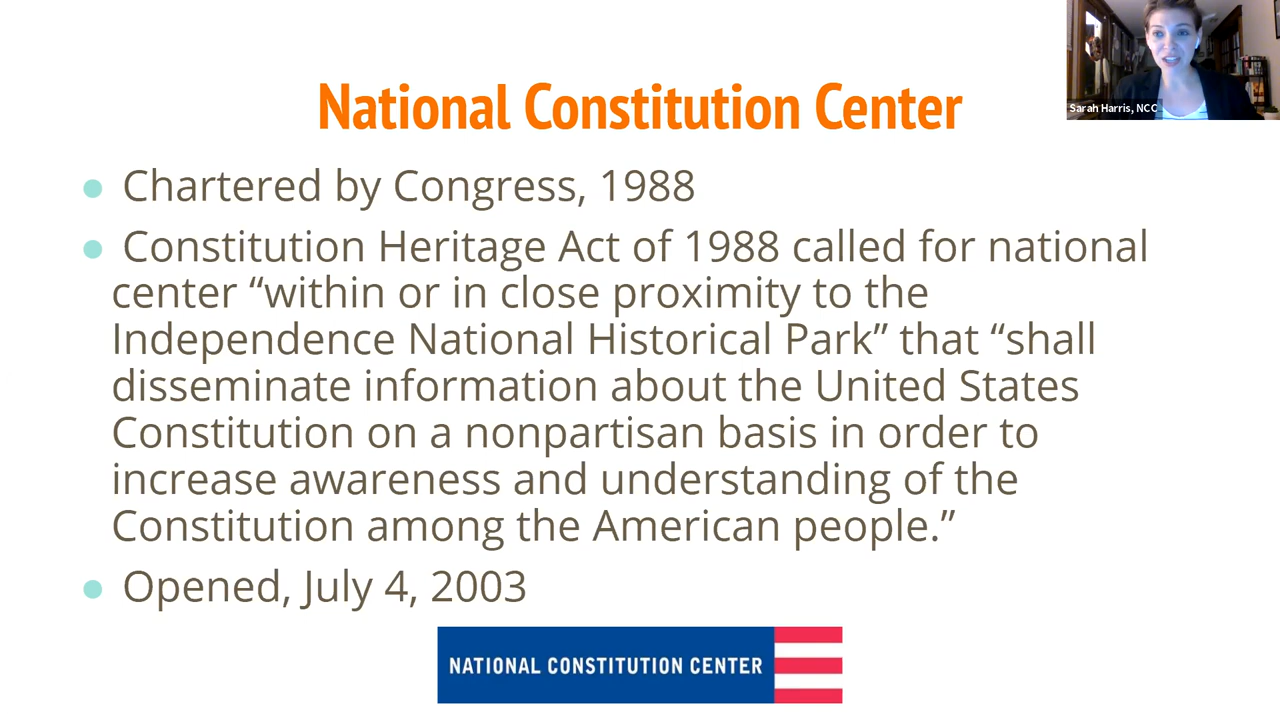 National Constitution Center
Sarah Harris, NCC
● Chartered by Congress, 1988
● Constitution Heritage Act of 1988 called for national
center “within or in close proximity to the
Independence National Historical Park” that “shall
disseminate information about the United States
Constitution on a nonpartisan basis in order to
increase awareness and understanding of the
Constitution among the American people.”
● Opened, July 4, 2003
NATIONAL CONSTITUTION CENTER